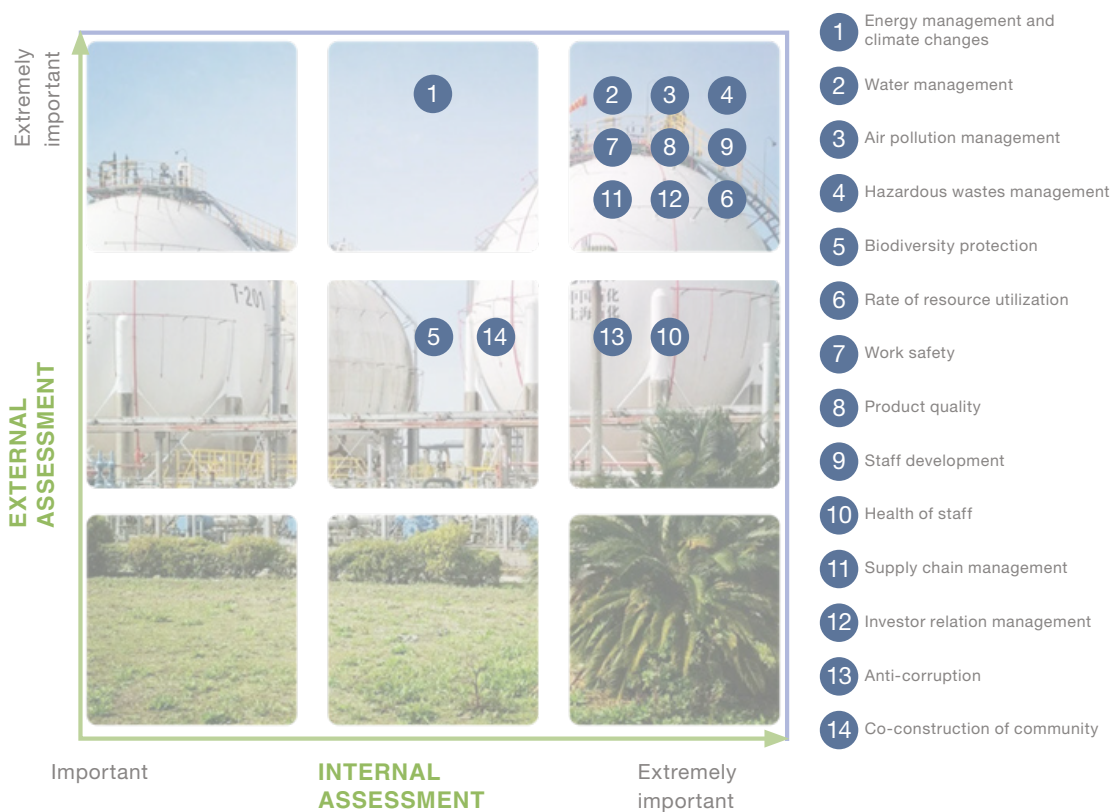 Extremely
important
EXTERNAL
ASSESSMENT
1
2
3
4
7
8
9
11
12
6
T-201
5
14
13
10
Important
INTERNAL
ASSESSMENT
Extremely
important
1 Energy management and
climate changes
2 Water management
3 Air pollution management
4 Hazardous wastes management
5 Biodiversity protection
6 Rate of resource utilization
7 Work safety
8 Product quality
9 Staff development
10 Health of staff
11 Supply chain management
12 Investor relation management
13 Anti-corruption
14 Co-construction of community